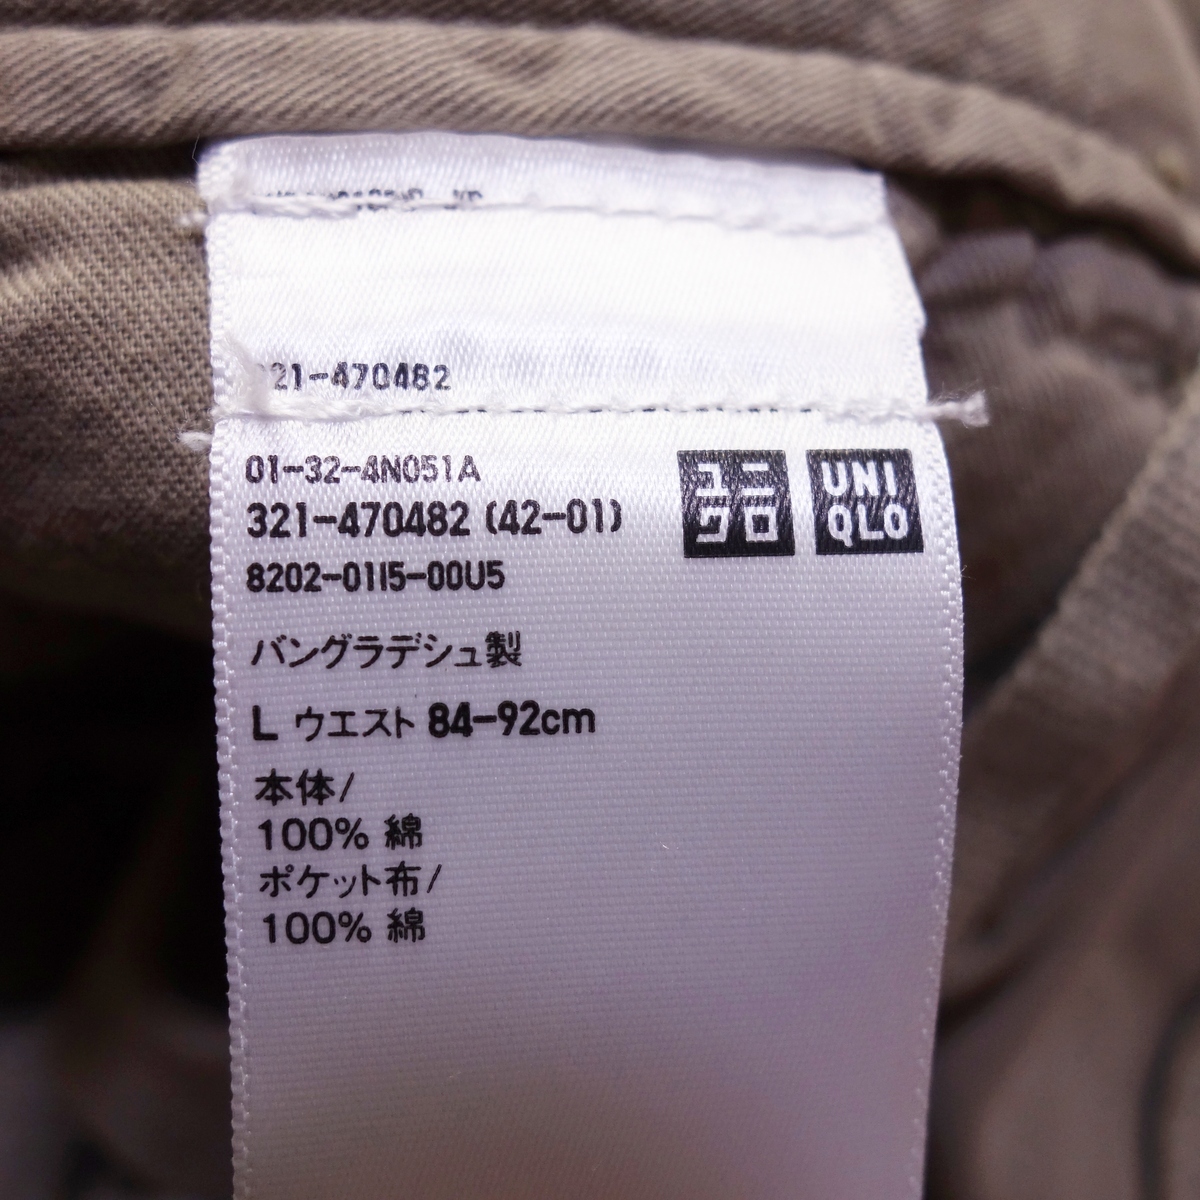 21-470482
01-32-4N051A
321-470482 (42-01)
8202-0115-00U5
ユニ
クロ
UNI
QLO
バングラデシュ製
L ウエスト 84-92cm
本体/
100% 綿
ポケット布/
100% 綿